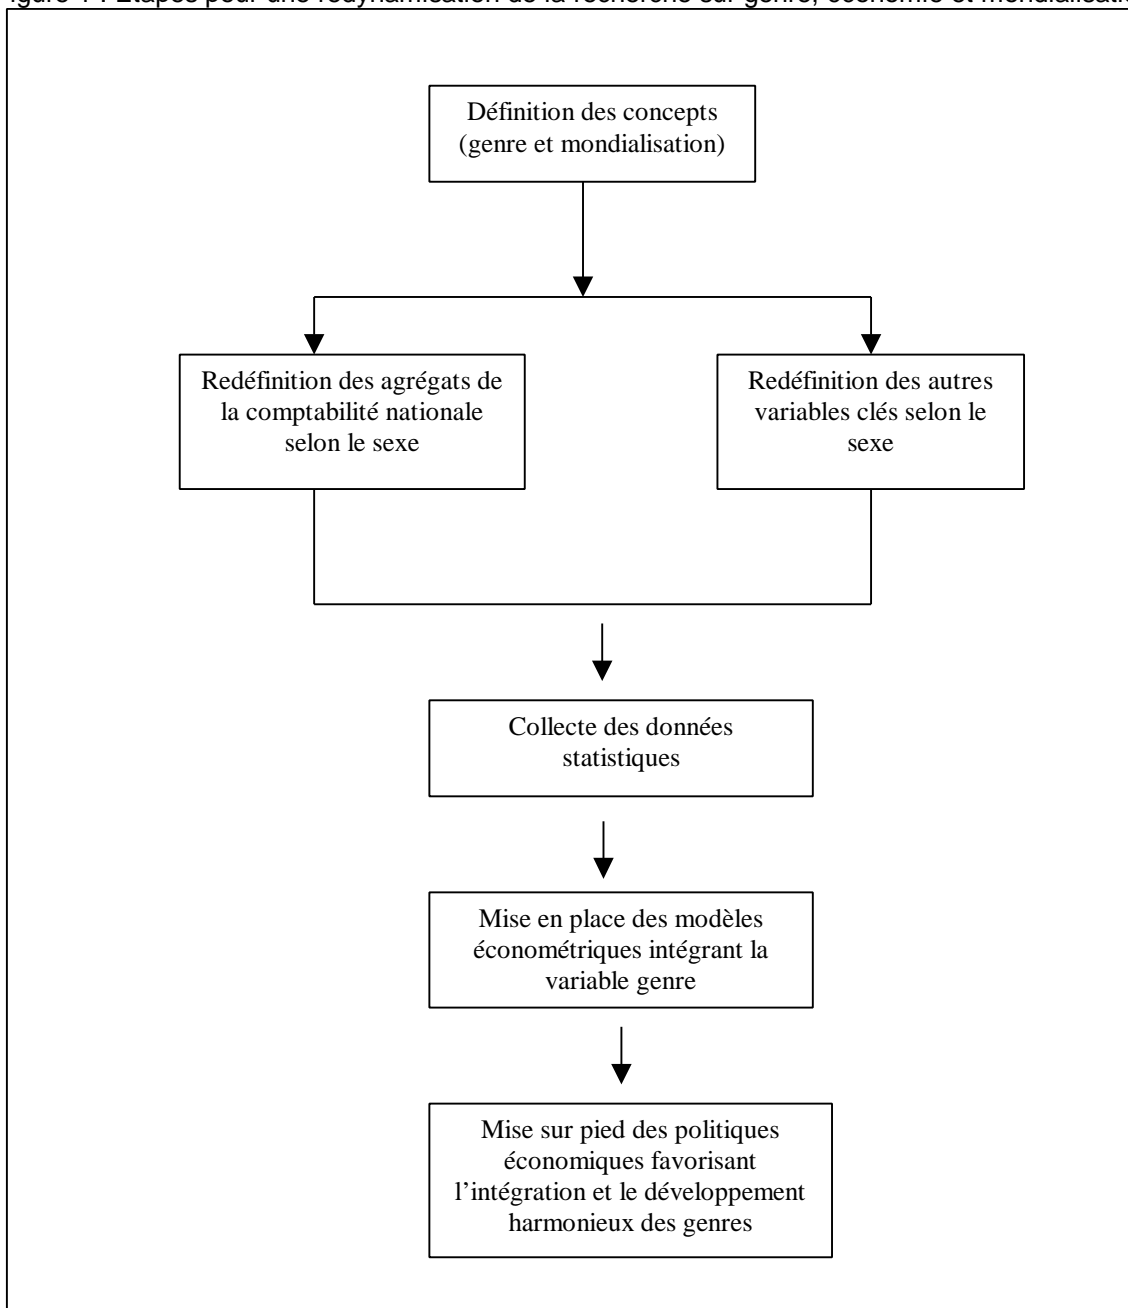 igure 1 : Etapes pour une redynamisation de la recherche sur genre, économie et mondialisati
Définition des concepts
(genre et mondialisation)
Redéfinition des agrégats de
la comptabilité nationale
selon le sexe
Redéfinition des autres
variables clés selon le
sexe
Collecte des données
statistiques
Mise en place des modèles
économétriques intégrant la
variable genre
Mise sur pied des politiques
économiques favorisant
l’intégration et le développement
harmonieux des genres